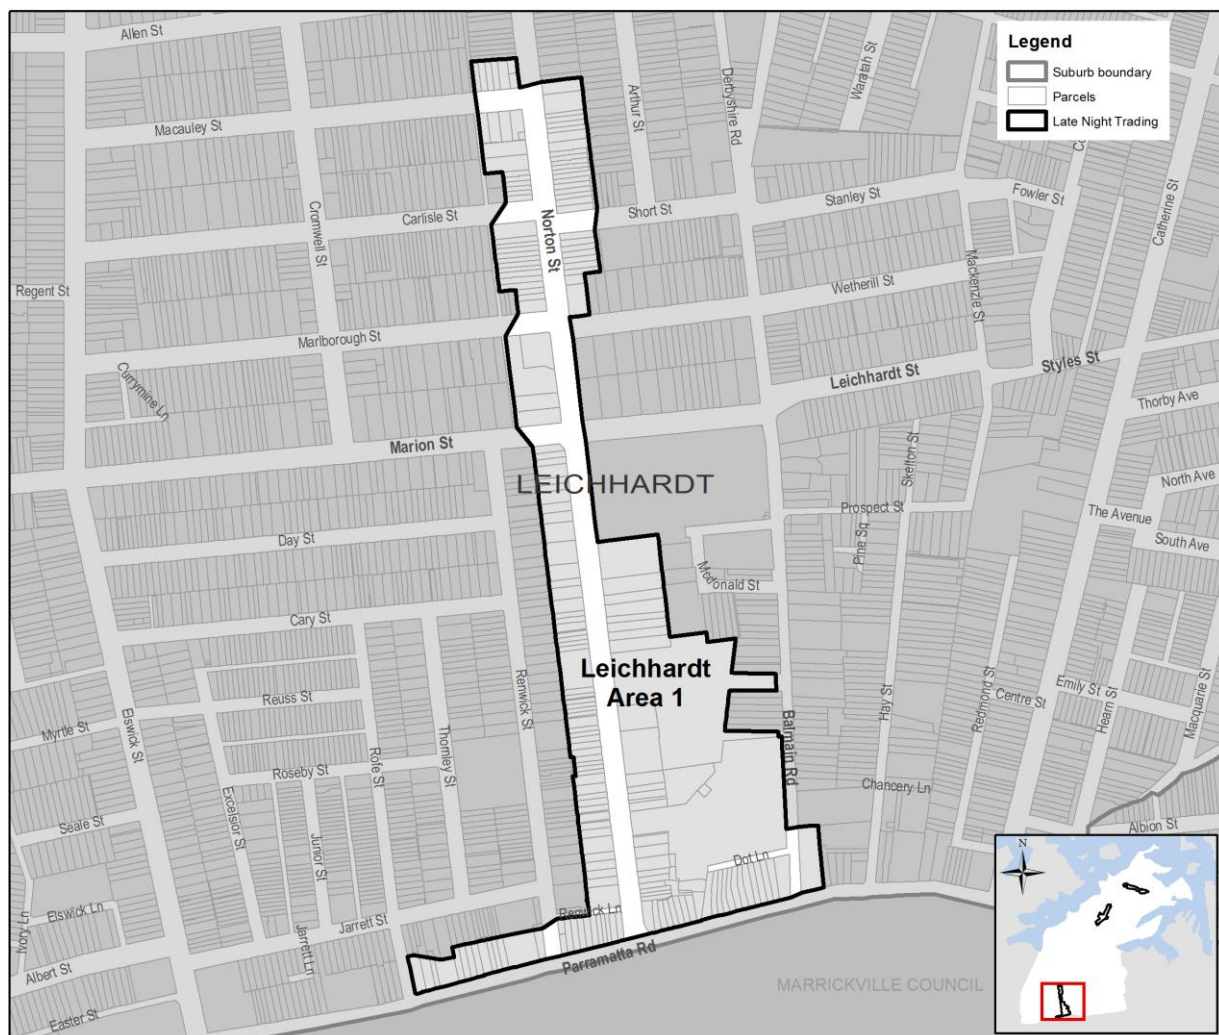 Allen St
Waratah St
Legend
Suburb boundary
Parcels
Late Night Trading
Macauley St
Arthur St
Derbyshire Rd
Cromwell St
Carlisle St
Norton St
Short St
Stanley St
Fowler St
Catherine St
Regent St
Marlborough St
Wetherill St
Mackenzie St
Currymine Ln
Leichhardt St
Styles St
Thorby Ave
Marion St
Skelton St
LEICHHARDT
North Ave
Prospect St
The Avenue
Day St
Pine Sq
South Ave
Mcdonald St
Cary St
Leichhardt
Area 1
Renwick St
Reuss St
Hay St
Redmond St
Centre St
Emily St
Hearn St
Macquarie St
Myrtle St
Elswick St
Thornley St
Balmain Rd
Roseby St
Rofe St
Chancery Ln
Seale St
Excelsior St
Junior St
Albion St
Dot Ln
N
Ivory Ln
Elswick Ln
Jarrett St
Renwick Ln
Jarrett Ln
Albert St
Parramatta Rd
MARRICKVILLE COUNCIL
Easter St